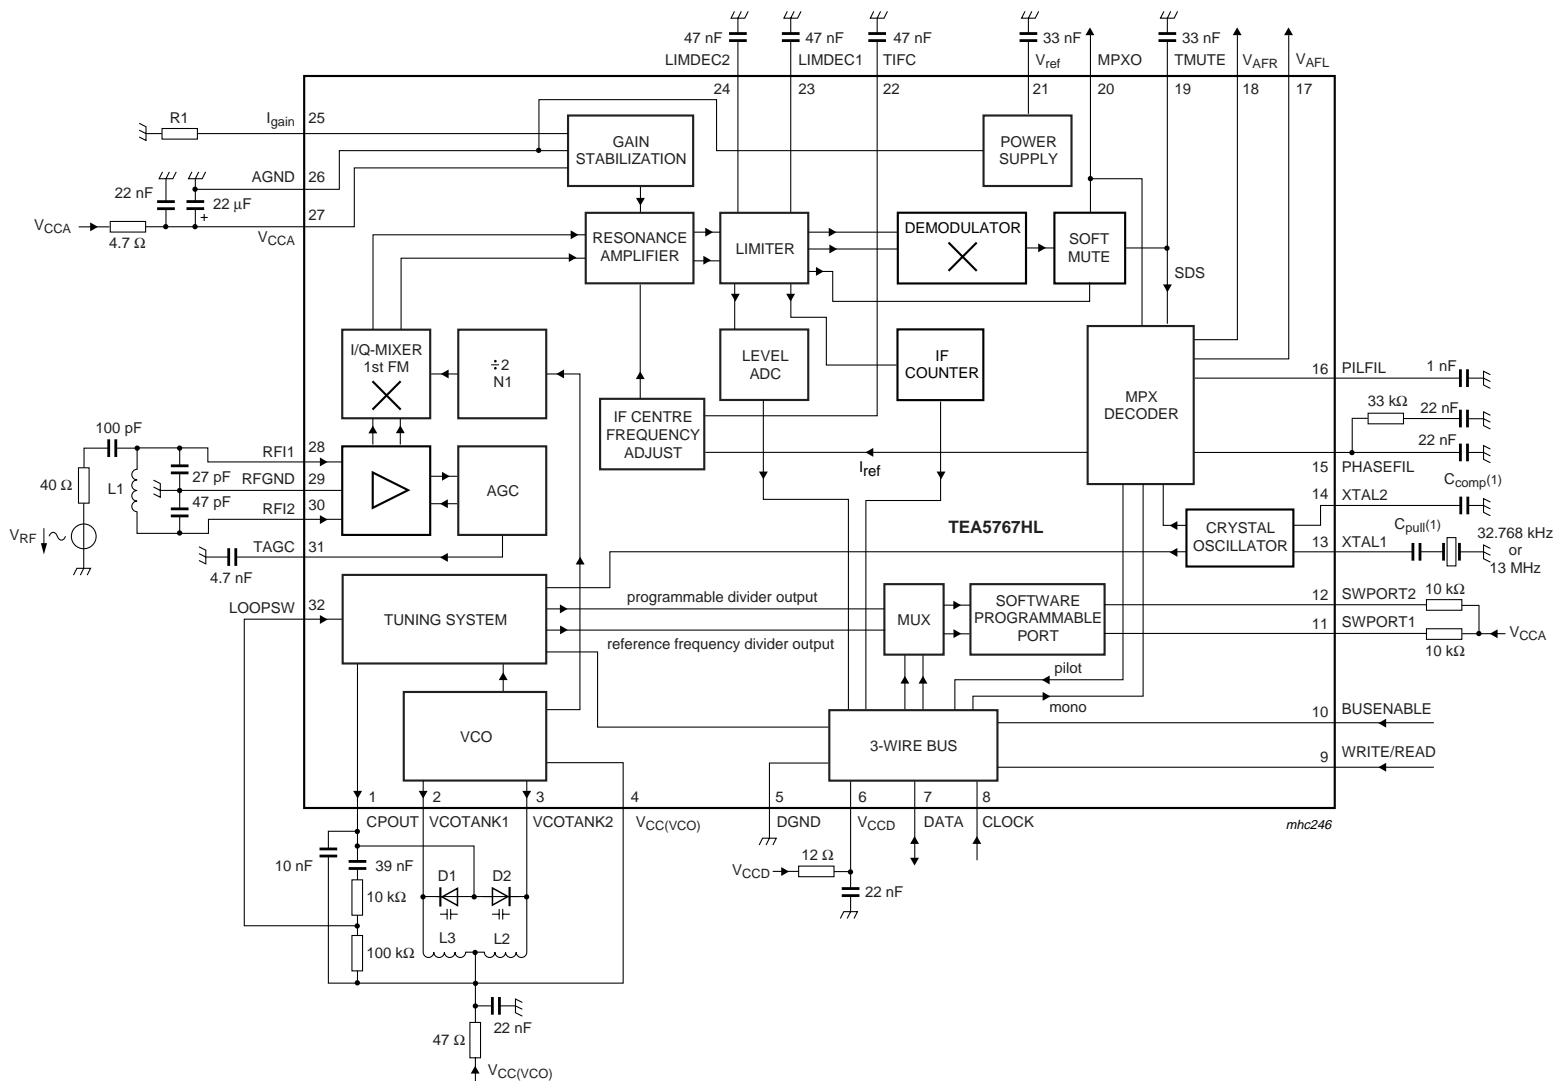 47 nF 47 nF 47 nF 33 nF 33 nF
LIMDEC2 LIMDEC1 TIFC Vref MPXO TMUTE VAFR VAFL
24 23 22 21 20 19 18 17
R1 Igain 25
GAIN
STABILIZATION
POWER
SUPPLY
AGND 26
22 nF 22 μF
+
27
VCCA
4.7 Ω
VCCA
RESONANCE
AMPLIFIER
LIMITER
DEMODULATOR
SOFT
MUTE
SDS
I/Q-MIXER
1st FM
÷2
N1
LEVEL
ADC
IF
COUNTER
MPX
DECODER
16 PILFIL 1 nF
33 kΩ 22 nF
22 nF
15 PHASEFIL
IF CENTRE
FREQUENCY
ADJUST
Iref
100 pF
28 RFI1
27 pF
29 RFGND
40 Ω
L1
47 pF
30 RFI2
VRF
31 TAGC
4.7 nF
AGC
TEA5767HL
14 XTAL2 Ccomp(1)
CRYSTAL
OSCILLATOR
13 XTAL1 Cpull(1)
32.768 kHz
or
13 MHz
LOOPSW 32
TUNING SYSTEM
programmable divider output
reference frequency divider output
MUX
SOFTWARE
PROGRAMMABLE
PORT
12 SWPORT2 10 kΩ
11 SWPORT1
10 kΩ
VCCA
pilot
mono
VCO
3-WIRE BUS
10 BUSENABLE
9 WRITE/READ
1 2 3 4 5 6 7 8
CPOUT VCOTANK1 VCOTANK2 VCC(VCO) DGND VCCD DATA CLOCK
mhc246
10 nF
39 nF
10 kΩ
100 kΩ
D1 D2
L3 L2
VCCD 12 Ω
22 nF
22 nF
47 Ω
VCC(VCO)